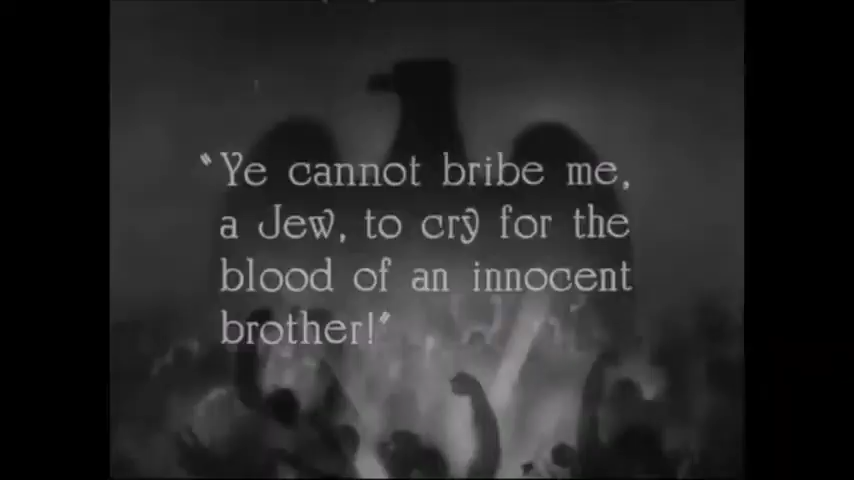 "Ye cannot bribe me,
a Jew, to cry for the
blood of an innocent
brother!"